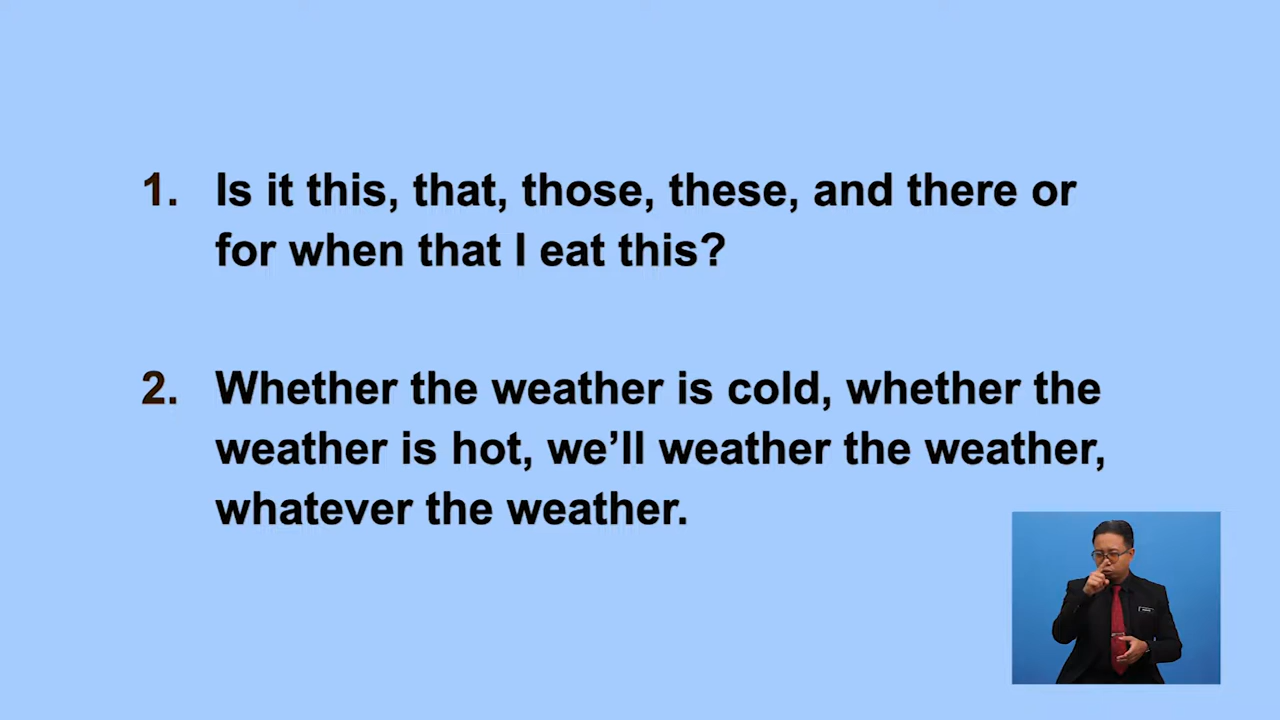 1. Is it this, that, those, these, and there or
for when that I eat this?
2. Whether the weather is cold, whether the
weather is hot, we’ll weather the weather,
whatever the weather.